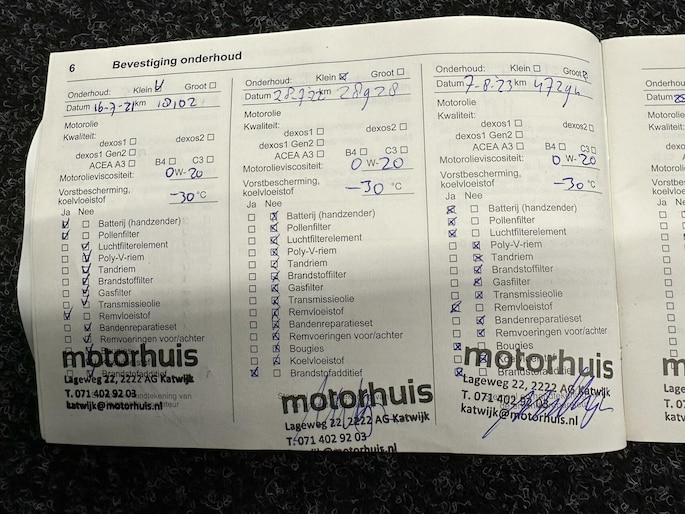 6 Bevestiging onderhoud
Onderhoud: Klein Groot
Datum 16-7-21 km
Motorolie
Kwaliteit:
dexos1 dexos2
dexos1 Gen2
ACEA A3 B4 C3
Motorolieviscositeit: 0W-20
Vorstbescherming, -30 °C
koelvloeistof
Ja Nee
Batterij (handzender)
Pollenfilter
Luchtfilterelement
Poly-V-riem
Tandriem
Brandstoffilter
Gasfilter
Transmissieolie
Remvloeistof
Bandenreparatieset
Remvoeringen voor/achter
motorhuis
Brandstofadditief
Lageweg 22, 2222 AG Katwijk
T. 071 402 92 03
katwijk@motorhuis.nl
Onderhoud: Klein Groot
Datum 28-7-22 km 28928
Motorolie
Kwaliteit:
dexos1 dexos2
dexos1 Gen2
ACEA A3 B4 C3
Motorolieviscositeit: 0W-20
Vorstbescherming, -30 °C
koelvloeistof
Ja Nee
Batterij (handzender)
Pollenfilter
Luchtfilterelement
Poly-V-riem
Tandriem
Brandstoffilter
Gasfilter
Transmissieolie
Remvloeistof
Bandenreparatieset
Remvoeringen voor/achter
Bougies
Koelvloeistof
Brandstofadditief
motorhuis
Lageweg 22, 2222 AG Katwijk
T. 071 402 92 03
Onderhoud: Klein Groot
Datum 7-8-23 km
Motorolie
Kwaliteit:
dexos1 dexos2
dexos1 Gen2
ACEA A3 B4 C3
Motorolieviscositeit: 0W-20
Vorstbescherming, -30 °C
koelvloeistof
Ja Nee
Batterij (handzender)
Pollenfilter
Luchtfilterelement
Poly-V-riem
Tandriem
Brandstoffilter
Gasfilter
Transmissieolie
Remvloeistof
Bandenreparatieset
Remvoeringen voor/achter
Bougies
motorhuis
Lageweg 22, 2222 AG Katwijk
T. 071 402 92 03
katwijk@motorhuis.nl